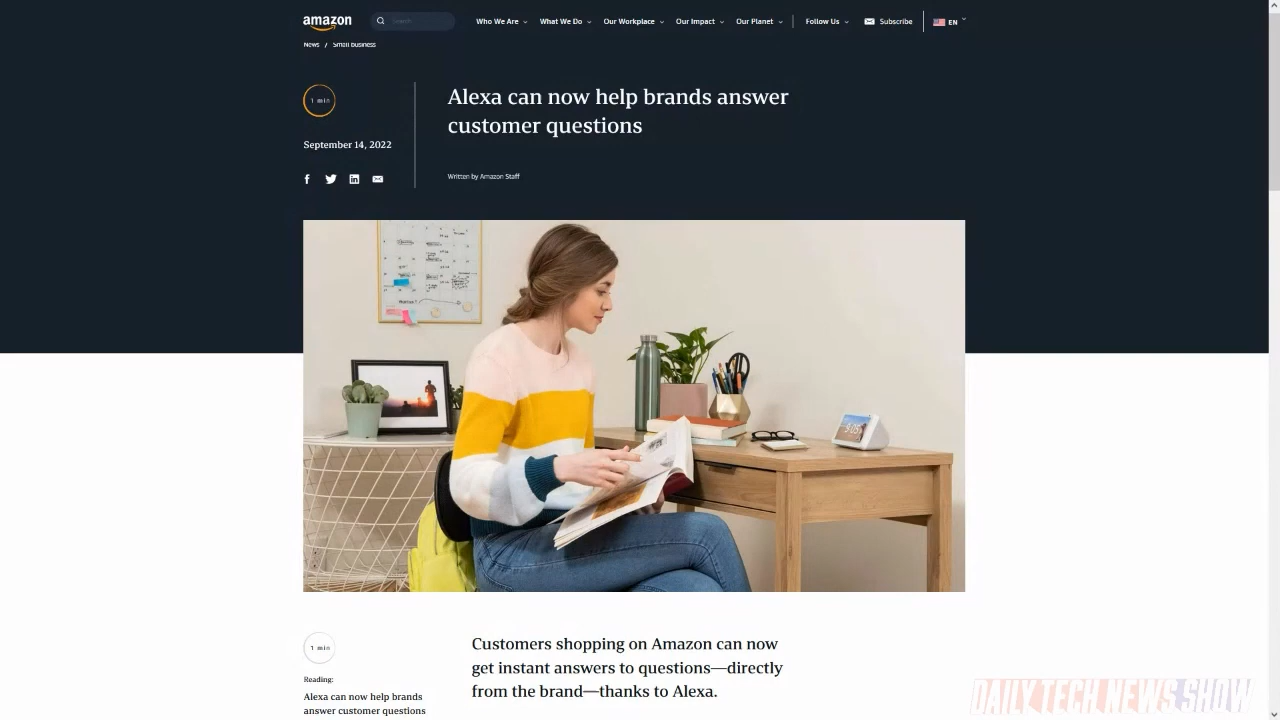 amazon
Search
Who We Are
What We Do
Our Workplace
Our Impact
Our Planet
Follow Us
Subscribe
EN
News / Small business
1 min
September 14, 2022
Alexa can now help brands answer
customer questions
Written by Amazon Staff
9:05
1 min
Reading:
Alexa can now help brands
answer customer questions
Customers shopping on Amazon can now
get instant answers to questions—directly
from the brand—thanks to Alexa.
DAILY TECH NEWS SHOW